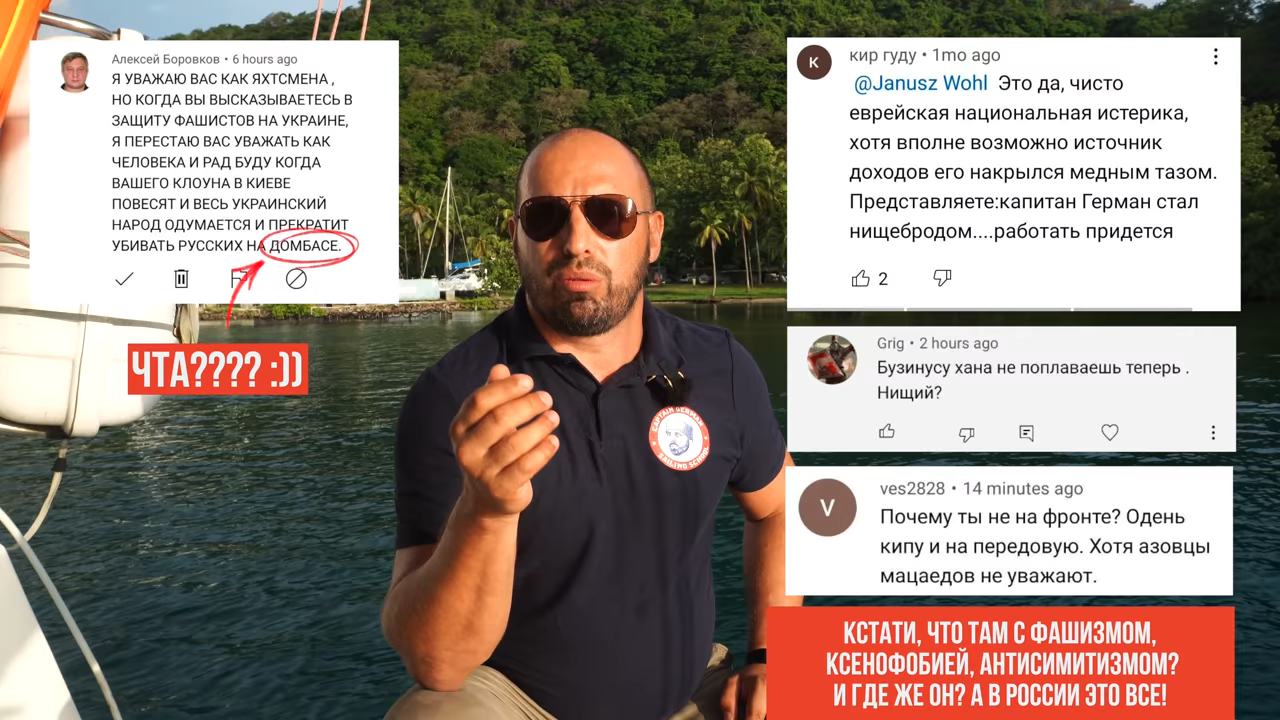 Алексей Боровков • 6 hours ago
Я УВАЖАЮ ВАС КАК ЯХТСМЕНА ,
НО КОГДА ВЫ ВЫСКАЗЫВАЕТЕСЬ В
ЗАЩИТУ ФАШИСТОВ НА УКРАИНЕ,
Я ПЕРЕСТАЮ ВАС УВАЖАТЬ КАК
ЧЕЛОВЕКА И РАД БУДУ КОГДА
ВАШЕГО КЛОУНА В КИЕВЕ
ПОВЕСЯТ И ВЕСЬ УКРАИНСКИЙ
НАРОД ОДУМАЕТСЯ И ПРЕКРАТИТ
УБИВАТЬ РУССКИХ НА ДОМБАСЕ.
ЧТА???? :))
CAPTAIN GERMAN
SAILING SCHOOL
К
кир гуду • 1mo ago
@Janusz Wohl Это да, чисто
еврейская национальная истерика,
хотя вполне возможно источник
доходов его накрылся медным тазом.
Представляете:капитан Герман стал
нищебродом....работать придется
2
Grig • 2 hours ago
Бузинусу хана не поплаваешь теперь .
Нищий?
V
ves2828 • 14 minutes ago
Почему ты не на фронте? Одень
кипу и на передовую. Хотя азовцы
мацаедов не уважают.
КСТАТИ, ЧТО ТАМ С ФАШИЗМОМ,
КСЕНОФОБИЕЙ, АНТИСИМИТИЗМОМ?
И ГДЕ ЖЕ ОН? А В РОССИИ ЭТО ВСЕ!